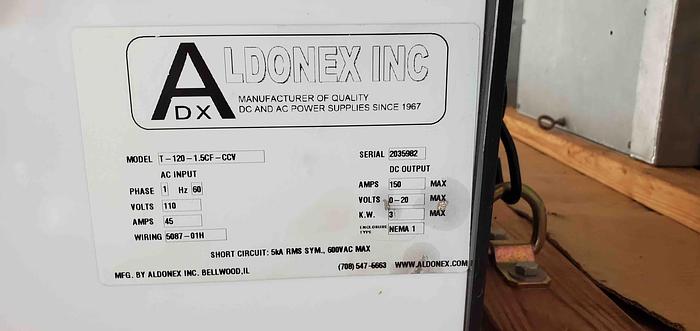 ALDONEX INC
ADX
MANUFACTURER OF QUALITY
DC AND AC POWER SUPPLIES SINCE 1967
MODEL T-120-1.5CF-CCV
SERIAL 2035982
AC INPUT
DC OUTPUT
PHASE 1 Hz 60
AMPS 150 MAX
VOLTS 110
VOLTS 0-20 MAX
AMPS 45
K.W. 3 MAX
WIRING 5087-01H
ENCLOSURE TYPE NEMA 1
SHORT CIRCUIT: 5kA RMS SYM., 600VAC MAX
MFG. BY ALDONEX INC. BELLWOOD,IL (708) 547-5663 WWW.ALDONEX.COM